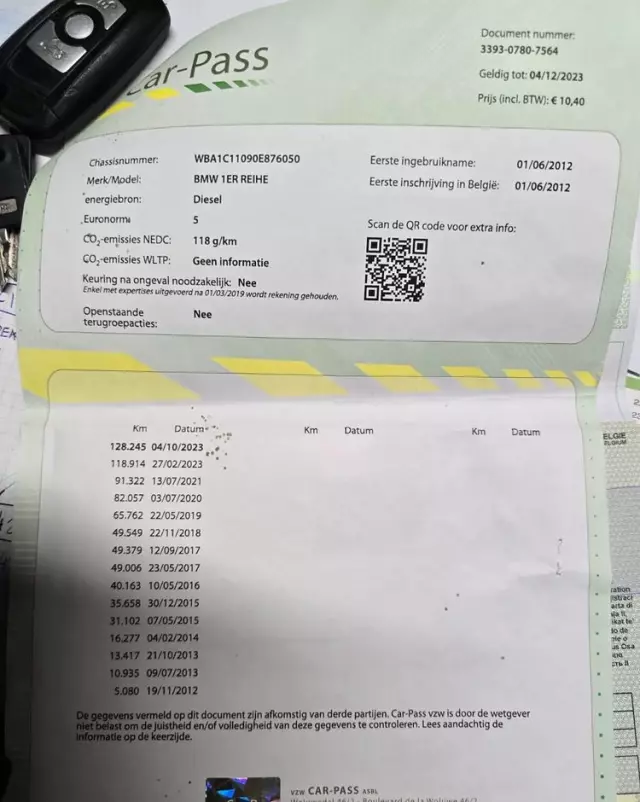 Car-Pass
Document nummer:
3393-0780-7564
Geldig tot: 04/12/2023
Prijs (incl. BTW): € 10,40
Chassisnummer: WBA1C11090E876050
Merk/Model: BMW 1ER REIHE
energiebron: Diesel
Euronorm 5
CO2-emissies NEDC: 118 g/km
CO2-emissies WLTP: Geen informatie
Keuring na ongeval noodzakelijk: Nee
Enkel met expertises uitgevoerd na 01/03/2019 wordt rekening gehouden.
Openstaande
terugroepacties: Nee
Eerste ingebruikname: 01/06/2012
Eerste inschrijving in België: 01/06/2012
Scan de QR code voor extra info:
Km Datum Km Datum Km Datum
128.245 04/10/2023
118.914 27/02/2023
91.322 13/07/2021
82.057 03/07/2020
65.762 22/05/2019
49.549 22/11/2018
49.379 12/09/2017
49.006 23/05/2017
40.163 10/05/2016
35.658 30/12/2015
31.102 07/05/2015
16.277 04/02/2014
13.417 21/10/2013
10.935 09/07/2013
5.080 19/11/2012
De gegevens vermeld op dit document zijn afkomstig van derde partijen. Car-Pass vzw is door de wetgever
niet belast om de juistheid en/of volledigheid van deze gegevens te controleren. Lees aandachtig de
informatie op de keerzijde.
VZW CAR-PASS ASBL
ELGIE